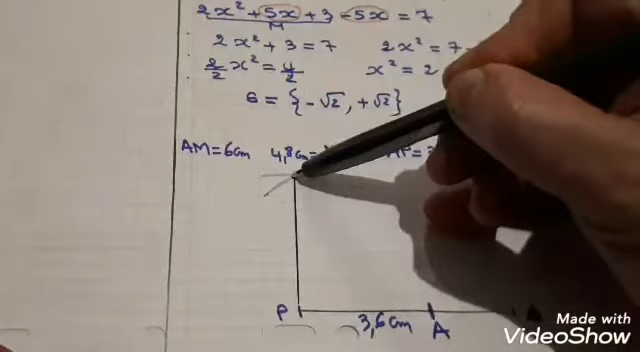 2x² + 5x + 3 - 5x = 7
M
2x² + 3 = 7 2x² = 7 -
2/2 x² = 4/2 x² = 2
6 = {-√2, +√2}
AM = 6cm 4,8cm =
P 3,6cm A
Made with
VideoShow